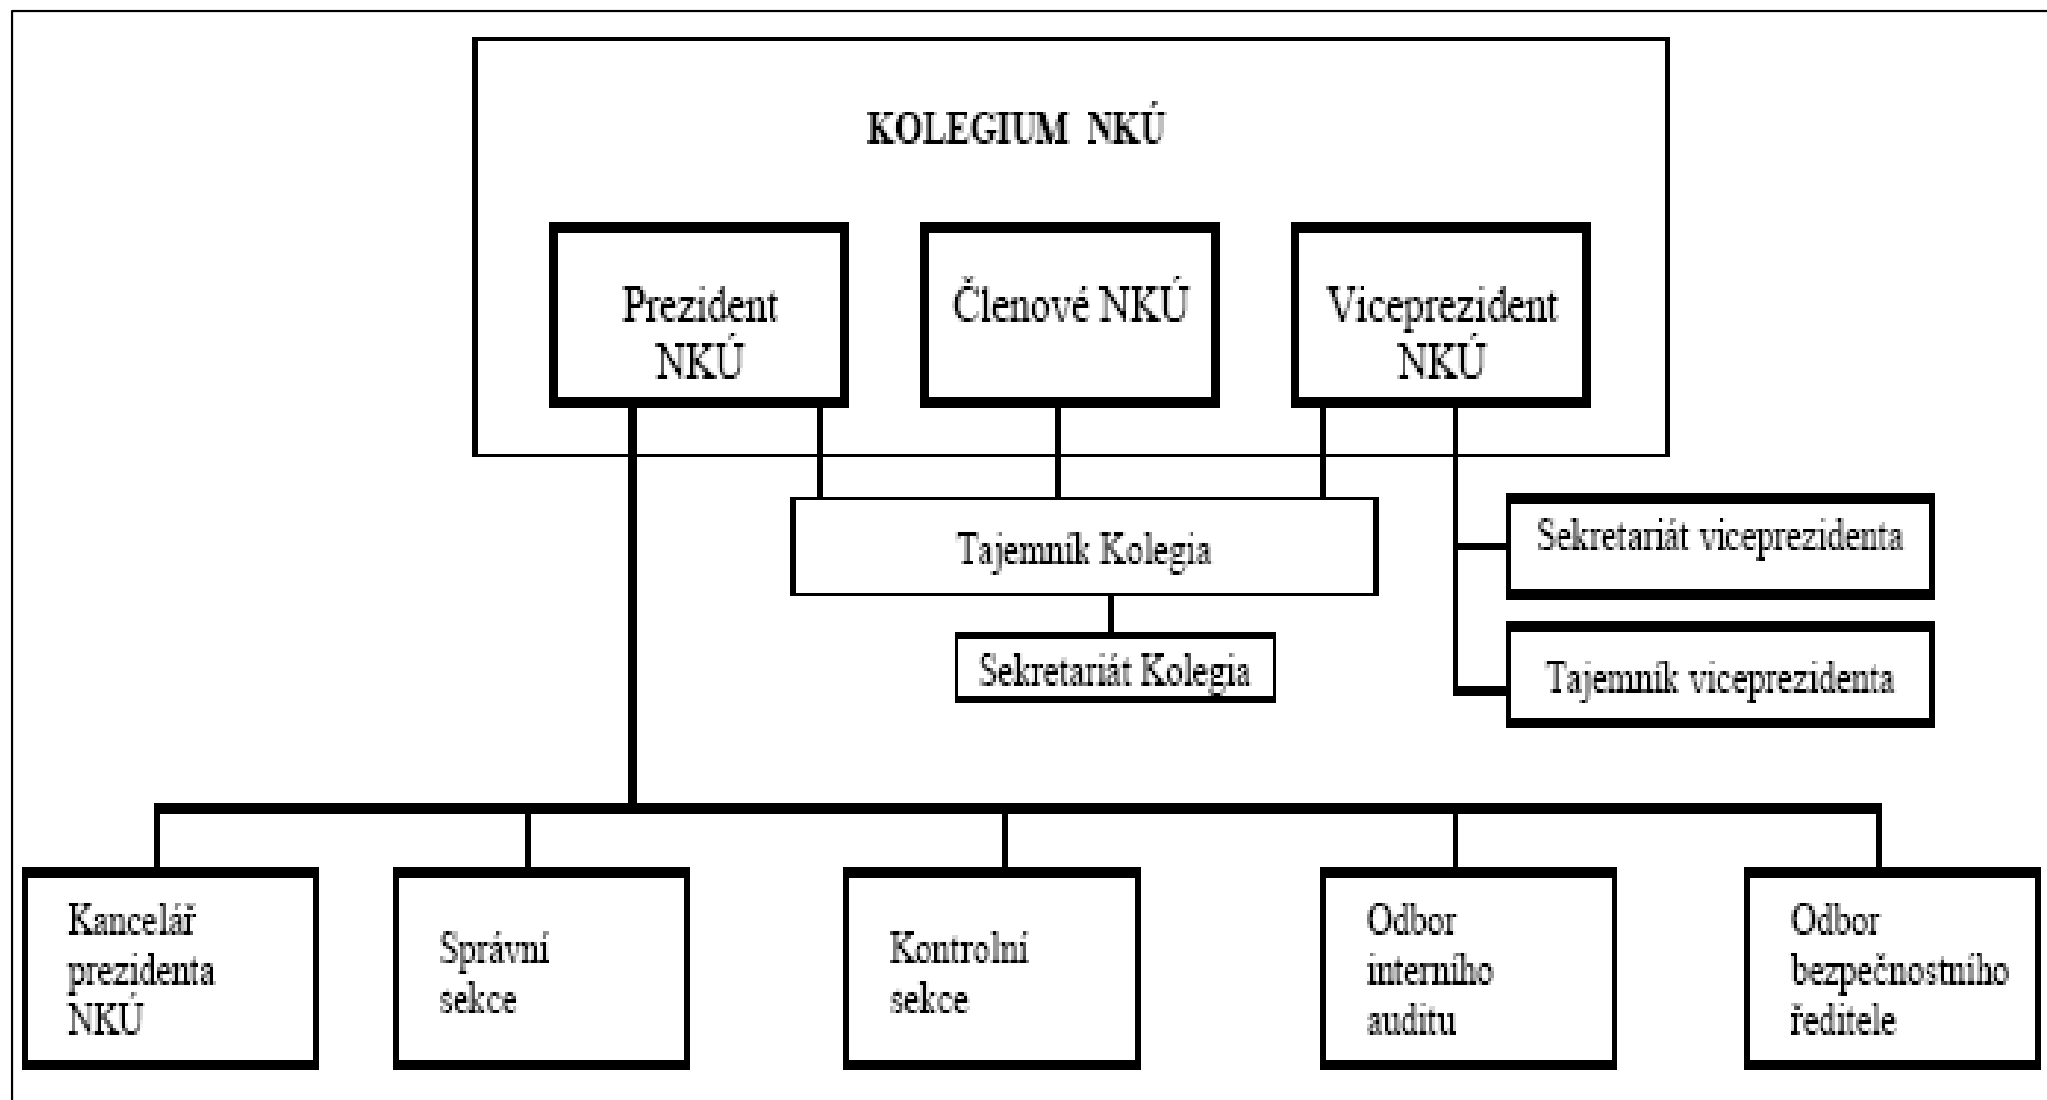 KOLEGIUM NKÚ
Prezident
NKÚ
Členové NKÚ
Viceprezident
NKÚ
Tajemník Kolegia
Sekretariát viceprezidenta
Sekretariát Kolegia
Tajemník viceprezidenta
Kancelář
prezidenta
NKÚ
Správní
sekce
Kontrolní
sekce
Odbor
interního
auditu
Odbor
bezpečnostního
ředitele